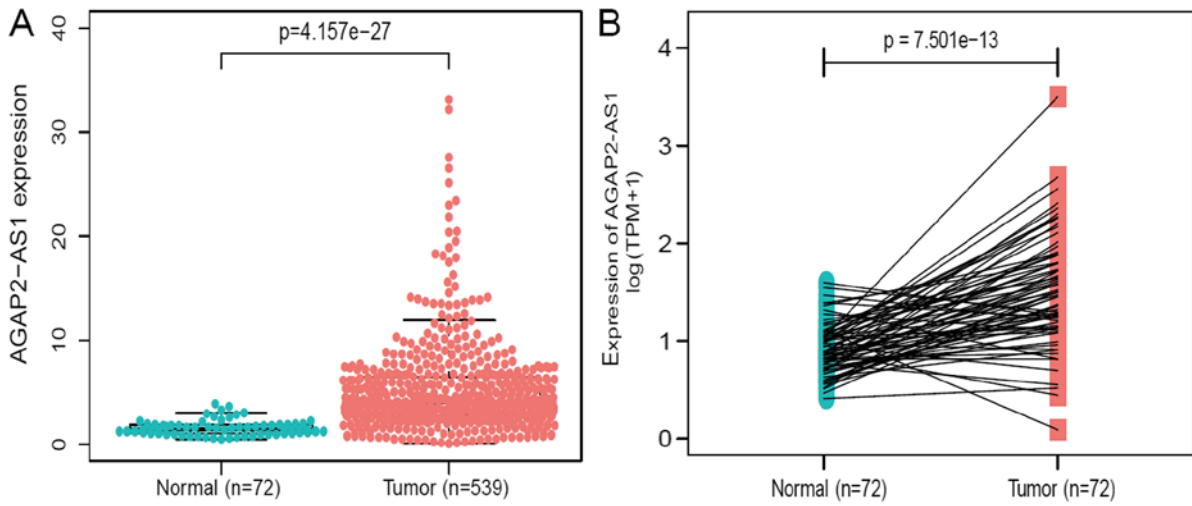 A
p=4.157e−27
AGAP2−AS1 expression
40
30
20
10
0
Normal (n=72)
Tumor (n=539)
B
p = 7.501e−13
Expression of AGAP2-AS1
log (TPM+1)
4
3
2
1
0
Normal (n=72)
Tumor (n=72)